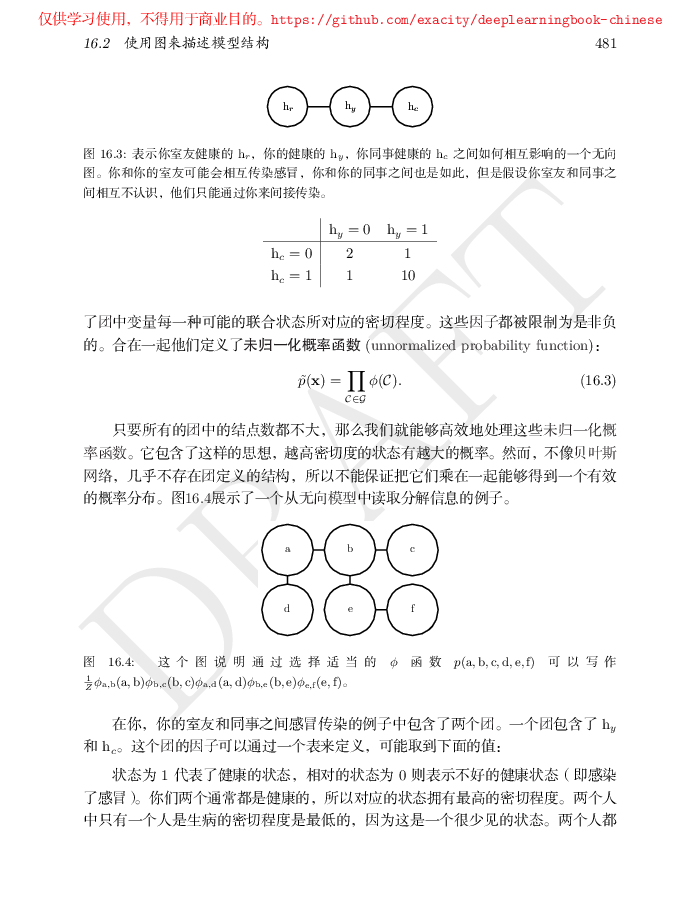 仅供学习使用，不得用于商业目的。https://github.com/exacity/deeplearningbook-chinese
16.2 使用图来描述模型结构 481
h_r h_y h_c
图 16.3: 表示你室友健康的 h_r，你的健康的 h_y，你同事健康的 h_c 之间如何相互影响的一个无向
图。你和你的室友可能会相互传染感冒，你和你的同事之间也是如此，但是假设你室友和同事之
间相互不认识，他们只能通过你来间接传染。
h_y = 0 h_y = 1
h_c = 0 2 1
h_c = 1 1 10
了团中变量每一种可能的联合状态所对应的密切程度。这些因子都被限制为是非负
的。合在一起他们定义了未归一化概率函数 (unnormalized probability function)：
p̃(x) = ∏_{C∈G} ϕ(C). (16.3)
只要所有的团中的结点数都不大，那么我们就能够高效地处理这些未归一化概
率函数。它包含了这样的思想，越高密切度的状态有越大的概率。然而，不像贝叶斯
网络，几乎不存在团定义的结构，所以不能保证把它们乘在一起能够得到一个有效
的概率分布。图16.4展示了一个从无向模型中读取分解信息的例子。
a b c
d e f
图 16.4: 这个图说明通过选择适当的 ϕ 函数 p(a, b, c, d, e, f) 可以写作
1/Z ϕ_{a,b}(a, b)ϕ_{b,c}(b, c)ϕ_{a,d}(a, d)ϕ_{b,e}(b, e)ϕ_{e,f}(e, f)。
在你，你的室友和同事之间感冒传染的例子中包含了两个团。一个团包含了 h_y
和 h_c。这个团的因子可以通过一个表来定义，可能取到下面的值：
状态为 1 代表了健康的状态，相对的状态为 0 则表示不好的健康状态（即感染
了感冒）。你们两个通常都是健康的，所以对应的状态拥有最高的密切程度。两个人
中只有一个人是生病的密切程度是最低的，因为这是一个很少见的状态。两个人都
DRAFT